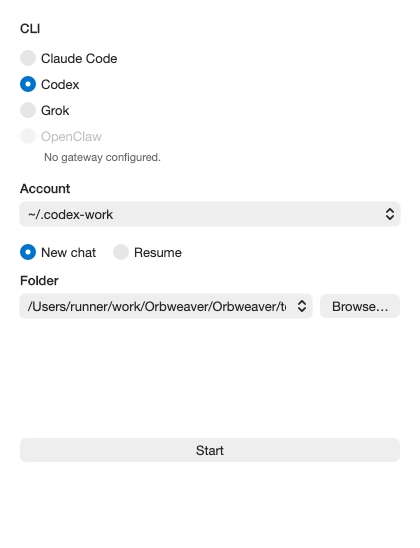 CLI
Claude Code
Codex
Grok
OpenClaw
No gateway configured.
Account
~/.codex-work
New chat Resume
Folder
/Users/runner/work/Orbweaver/Orbweaver/t Browse...
Start